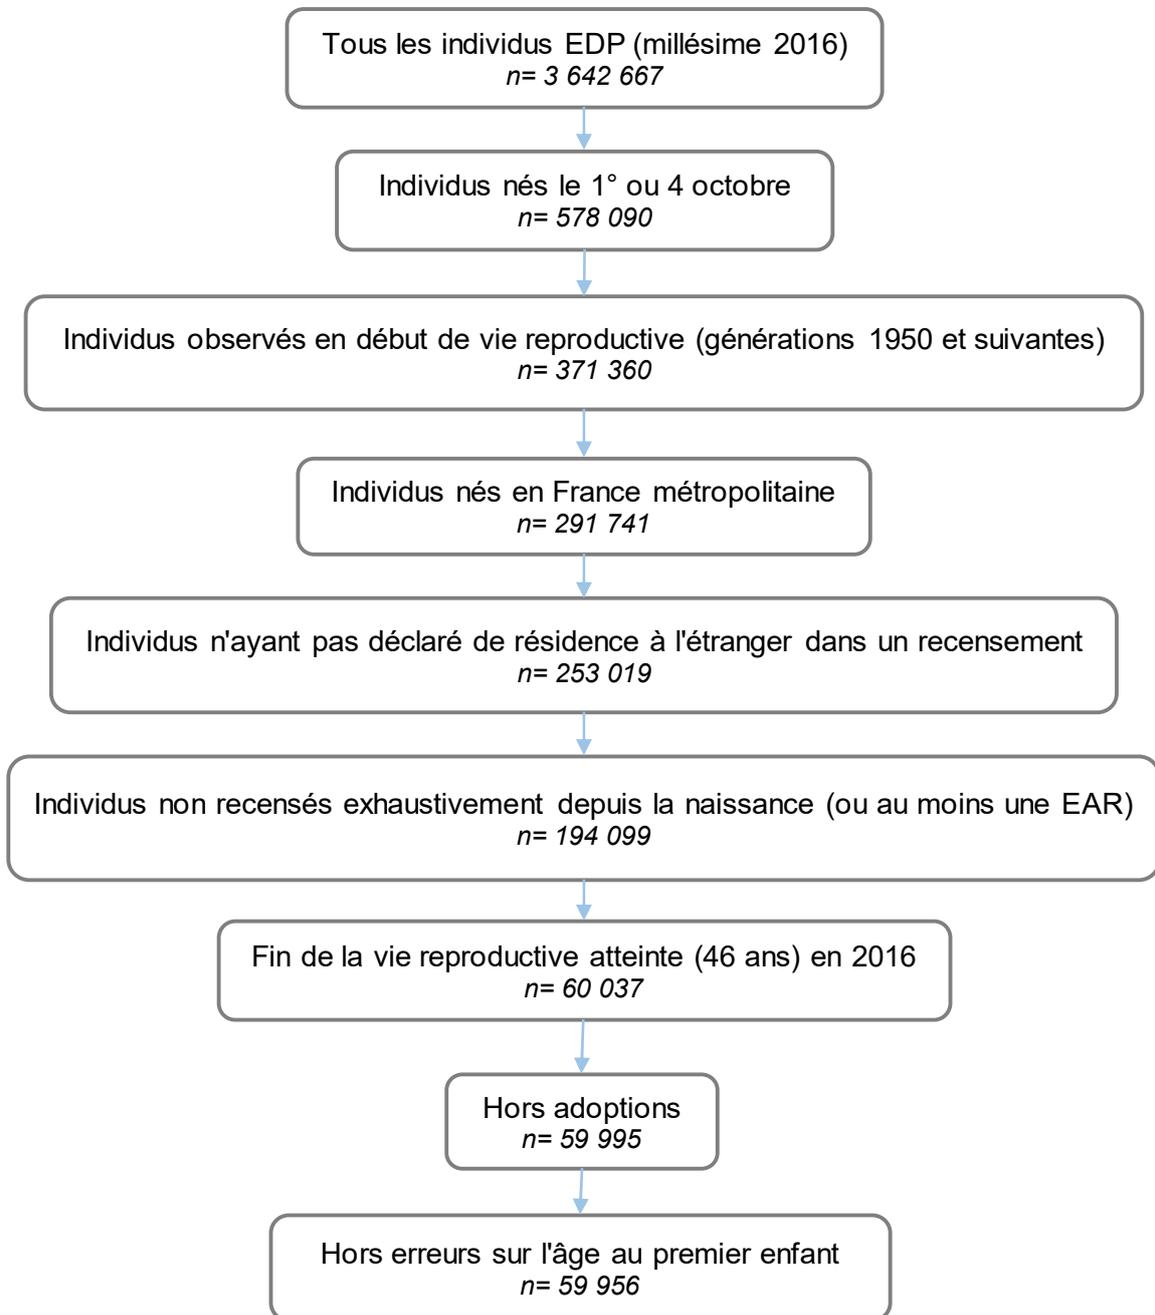 Tous les individus EDP (millésime 2016)
n= 3 642 667
Individus nés le 1° ou 4 octobre
n= 578 090
Individus observés en début de vie reproductive (générations 1950 et suivantes)
n= 371 360
Individus nés en France métropolitaine
n= 291 741
Individus n'ayant pas déclaré de résidence à l'étranger dans un recensement
n= 253 019
Individus non recensés exhaustivement depuis la naissance (ou au moins une EAR)
n= 194 099
Fin de la vie reproductive atteinte (46 ans) en 2016
n= 60 037
Hors adoptions
n= 59 995
Hors erreurs sur l'âge au premier enfant
n= 59 956